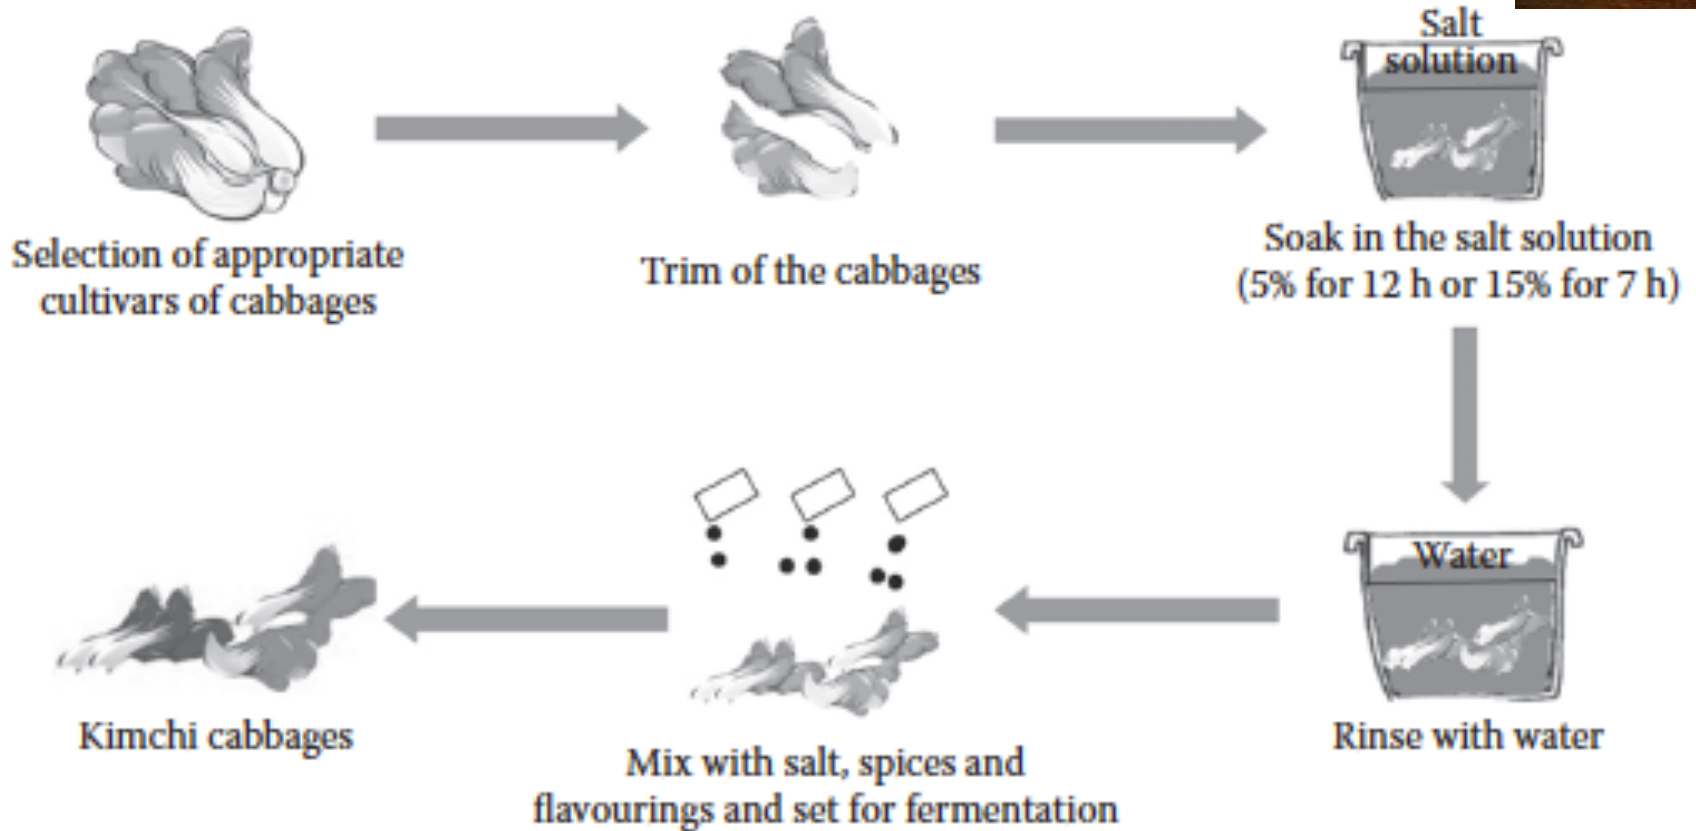 Selection of appropriate
cultivars of cabbages
Trim of the cabbages
Salt
solution
Soak in the salt solution
(5% for 12 h or 15% for 7 h)
Water
Rinse with water
Mix with salt, spices and
flavourings and set for fermentation
Kimchi cabbages